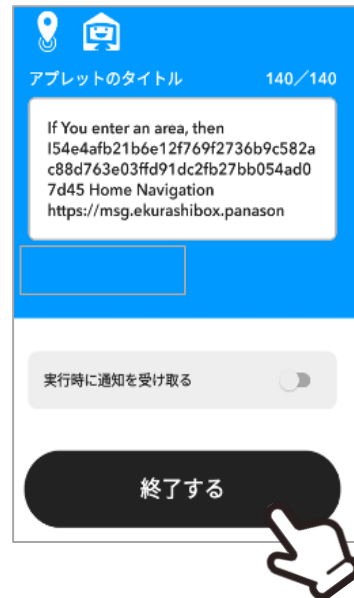 アプレットのタイトル 140/140
If You enter an area, then
I54e4afb21b6e12f769f2736b9c582a
c88d763e03ffd91dc2fb27bb054ad0
7d45 Home Navigation
https://msg.ekurashibox.panason
実行時に通知を受け取る
終了する